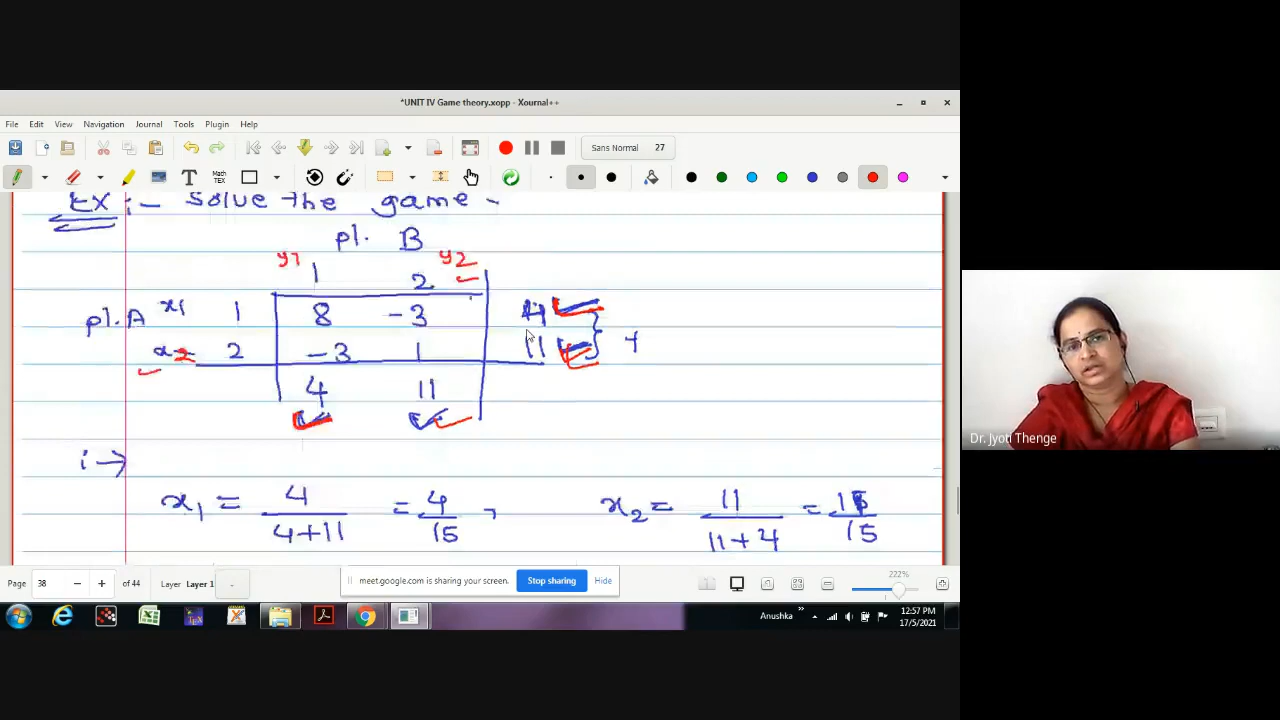 *UNIT IV Game theory.xopp - Xournal++
File Edit View Navigation Journal Tools Plugin Help
Sans Normal 27
T Math TEX
EX :- Solve the game -
pl. B
y1 y2
1 2
pl. A x1 1 8 -3 4
x2 2 -3 1 11 +
4 11
i →
x1 = 4/(4+11) = 4/15 , x2 = 11/(11+4) = 11/15
Dr. Jyoti Thenge
Page 38 - + of 44 Layer Layer 1
meet.google.com is sharing your screen. Stop sharing Hide
222%
Anushka
12:57 PM
17/5/2021